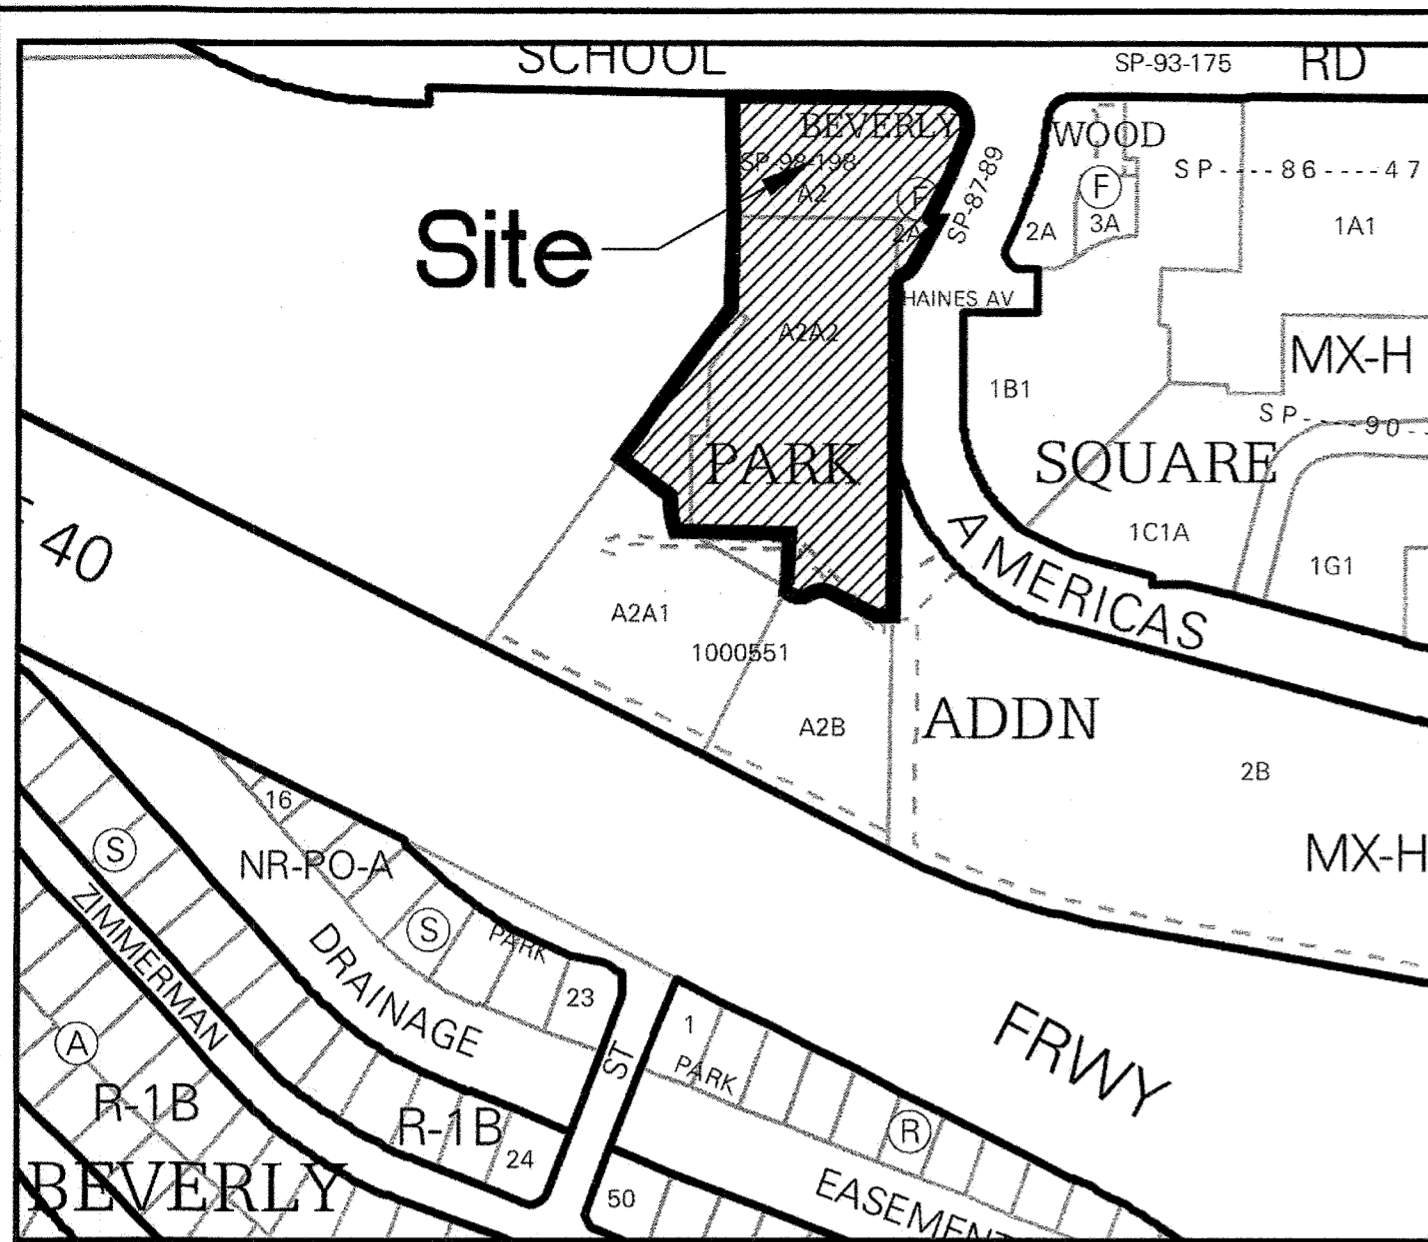 SCHOOL
SP-93-175
RD
BEVERLY
SP-98-198
A2
F
2A
SP-87-89
WOOD
F
2A
3A
SP----86----47
1A1
Site
HAINES AV
A2A2
MX-H
1B1
SP----90--
PARK
SQUARE
40
1C1A
1G1
AMERICAS
A2A1
1000551
A2B
ADDN
2B
MX-H
16
S
NR-PO-A
ZIMMERMAN
S
PARK
DRAINAGE
23
1
ST
PARK
FRWY
A
R-1B
R-1B
R
24
BEVERLY
50
EASEMENT